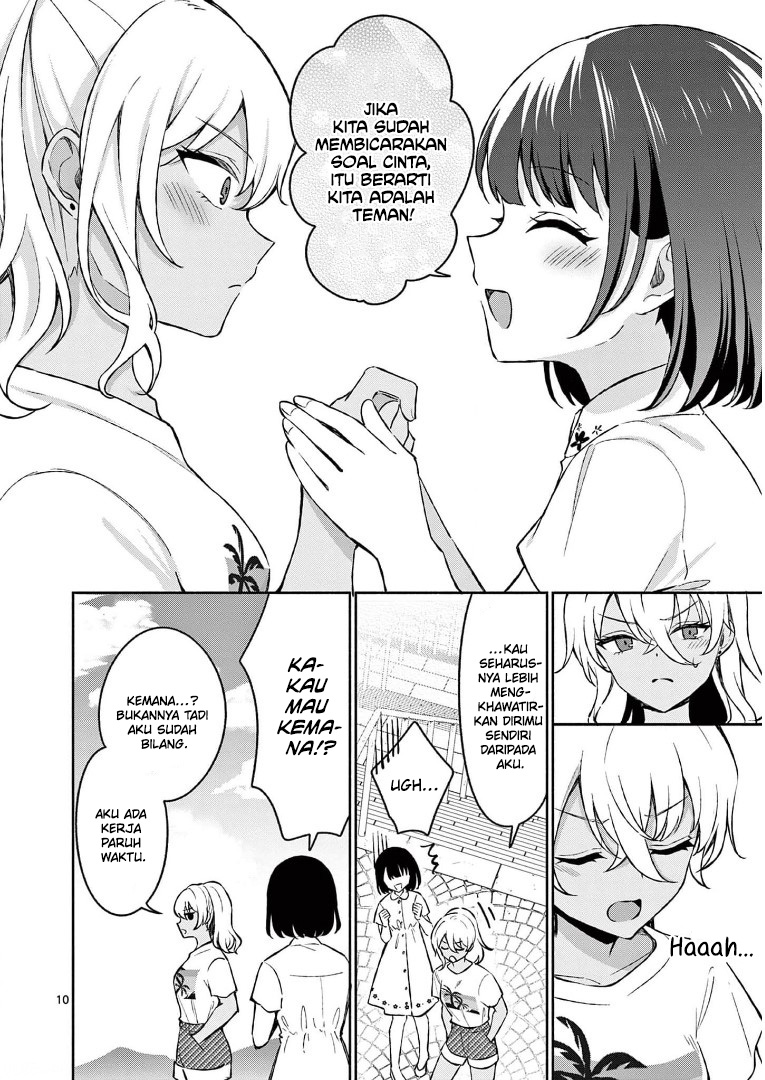 JIKA
KITA SUDAH
MEMBICARAKAN
SOAL CINTA,
ITU BERARTI
KITA ADALAH
TEMAN!
Haaah...
...KAU
SEHARUS-
NYA LEBIH
MENG-
KHAWATIR-
KAN DIRIMU
SENDIRI
DARIPADA
AKU.
UGH...
KA-
KAU
MAU
KEMA-
NA!?
KEMANA...?
BUKANNYA TADI
AKU SUDAH
BILANG.
AKU ADA
KERJA
PARUH
WAKTU.
10